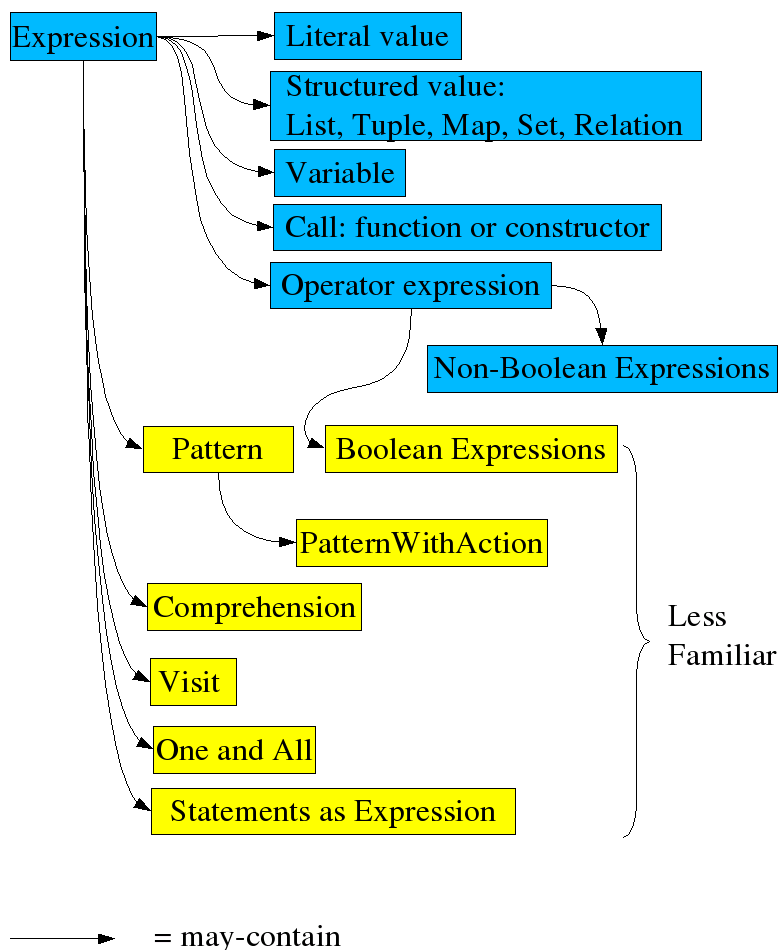 Expression
Literal value
Structured value:
List, Tuple, Map, Set, Relation
Variable
Call: function or constructor
Operator expression
Non-Boolean Expressions
Pattern
Boolean Expressions
PatternWithAction
Comprehension
Less
Familiar
Visit
One and All
Statements as Expression
= may-contain